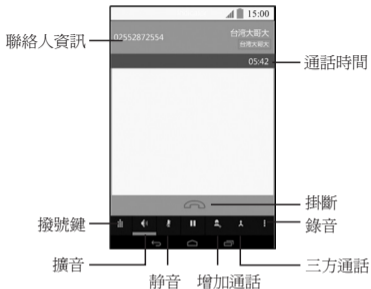 15:00
聯絡人資訊
02552872554
台湾大哥大
台湾大哥大
05:42
通話時間
掛斷
撥號鍵
錄音
擴音
靜音
增加通話
三方通話